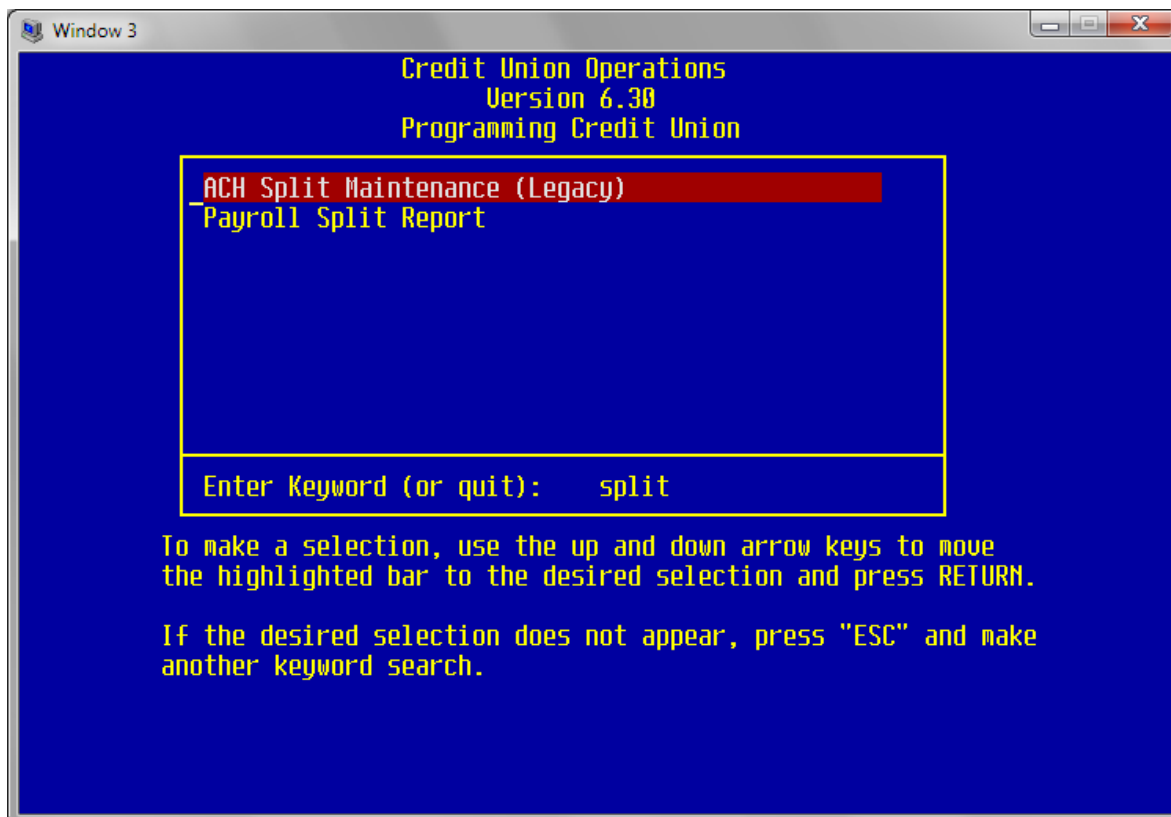 Window 3
Credit Union Operations
Version 6.30
Programming Credit Union
ACH Split Maintenance (Legacy)
Payroll Split Report
Enter Keyword (or quit): split
To make a selection, use the up and down arrow keys to move
the highlighted bar to the desired selection and press RETURN.
If the desired selection does not appear, press "ESC" and make
another keyword search.